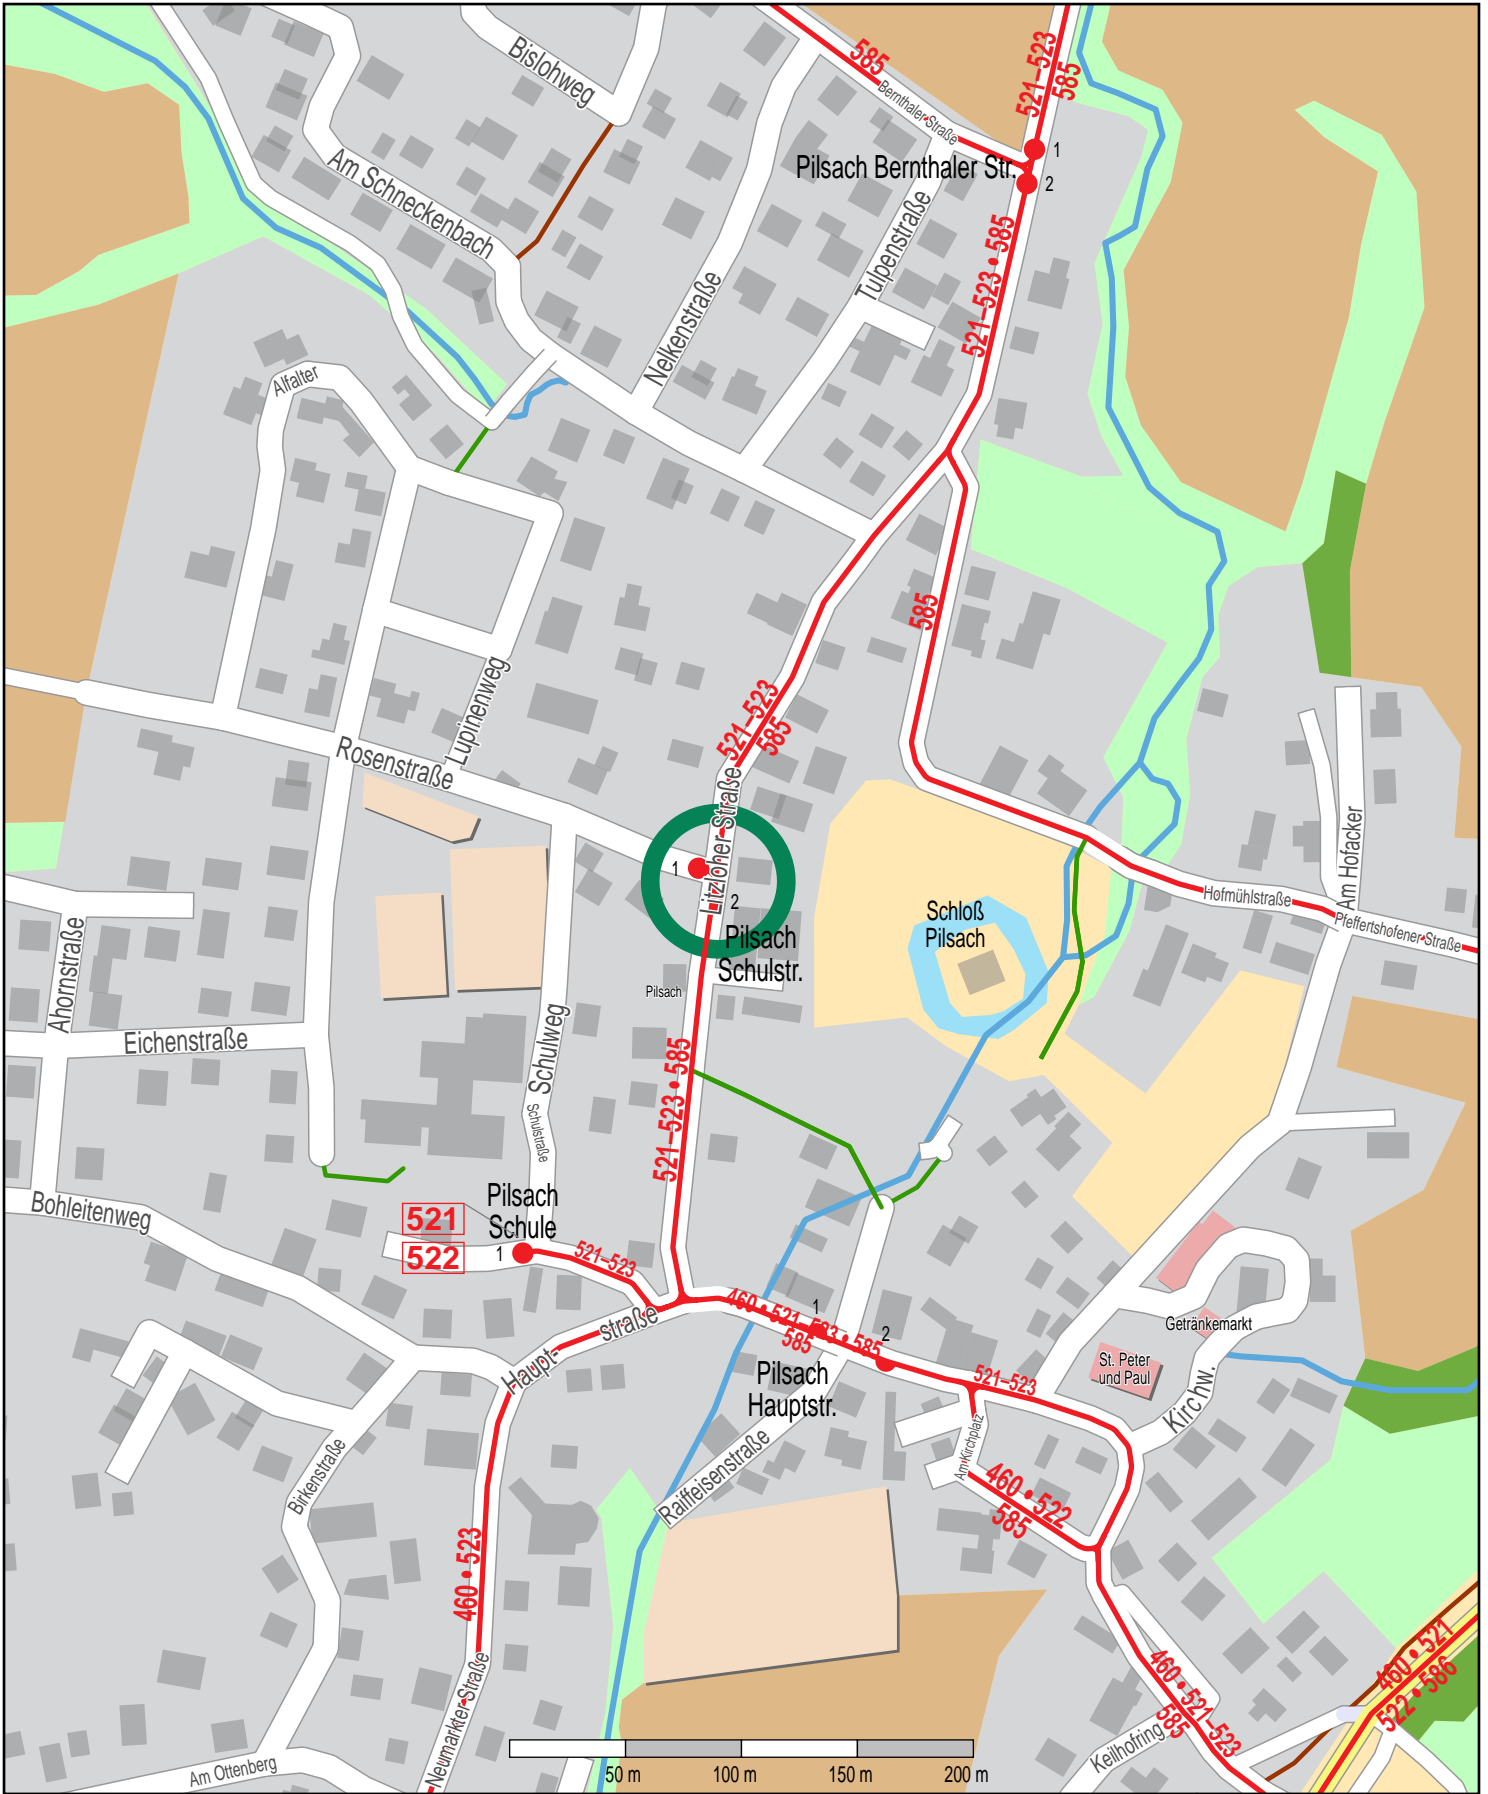 585
521–523
585
Bislohweg
Bernthaler Straße
1
Pilsach Bernthaler Str.
2
Am Schneckenbach
Tulpenstraße
521–523 • 585
Nelkenstraße
Alfalter
585
Lupinenweg
521–523
585
Rosenstraße
Litzloher Straße
Am Hofacker
1
2
Hofmühlstraße
Schloß
Pilsach
Pfeffertshofener Straße
Pilsach
Schulstr.
Ahornstraße
Pilsach
Eichenstraße
Schulweg
521–523 • 585
Schulstraße
Pilsach
Schule
Bohleitenweg
521
522
1
521–523
460 • 521–523 • 585
585
1
2
Haupt-
straße
Getränkemarkt
St. Peter
und Paul
Pilsach
Hauptstr.
521–523
Kirchw.
Am Kirchplatz
Raiffeisenstraße
Birkenstraße
460 • 522
585
460 • 523
460 • 521
522 • 586
460 • 521–523
585
Neumarkter Straße
Keilhofring
Am Ottenberg
50 m
100 m
150 m
200 m